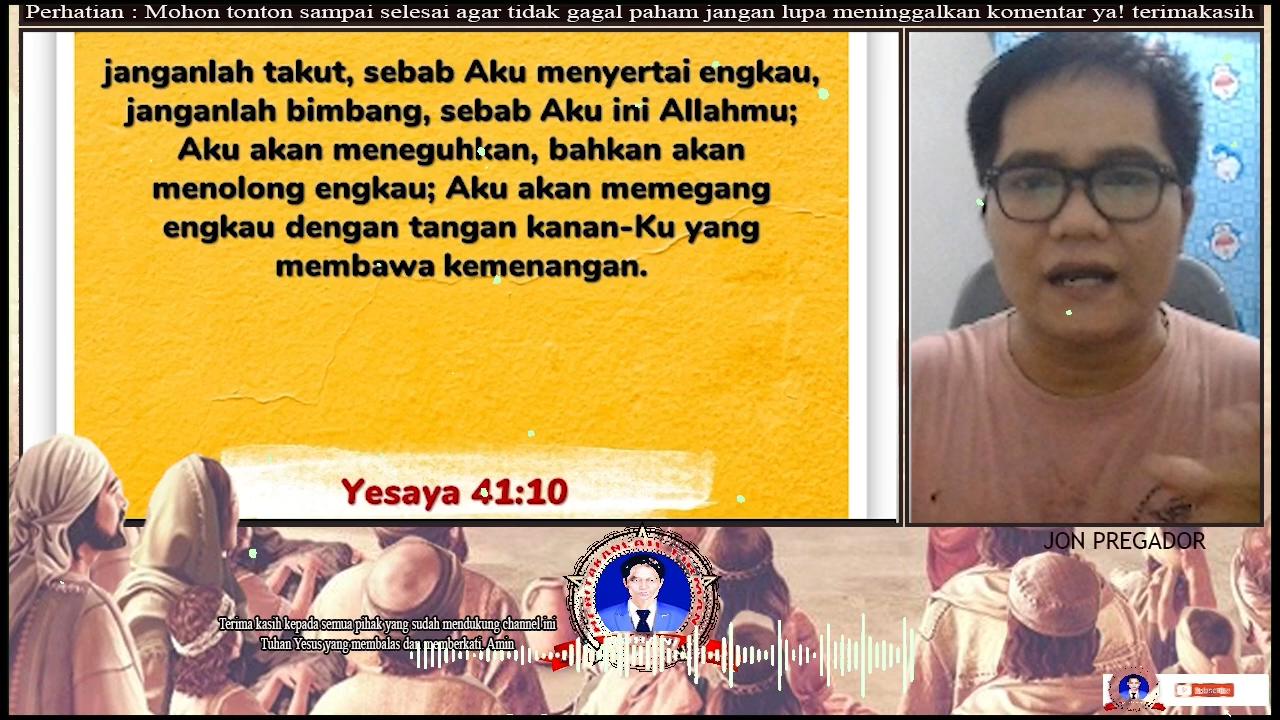 Perhatian : Mohon tonton sampai selesai agar tidak gagal paham jangan lupa meninggalkan komentar ya! terimakasih
janganlah takut, sebab Aku menyertai engkau,
janganlah bimbang, sebab Aku ini Allahmu;
Aku akan meneguhkan, bahkan akan
menolong engkau; Aku akan memegang
engkau dengan tangan kanan-Ku yang
membawa kemenangan.
Yesaya 41:10
JON PREGADOR
Terima kasih kepada semua pihak yang sudah mendukung channel ini
Tuhan Yesus yang membalas dan memberkati. Amin
Subscribe